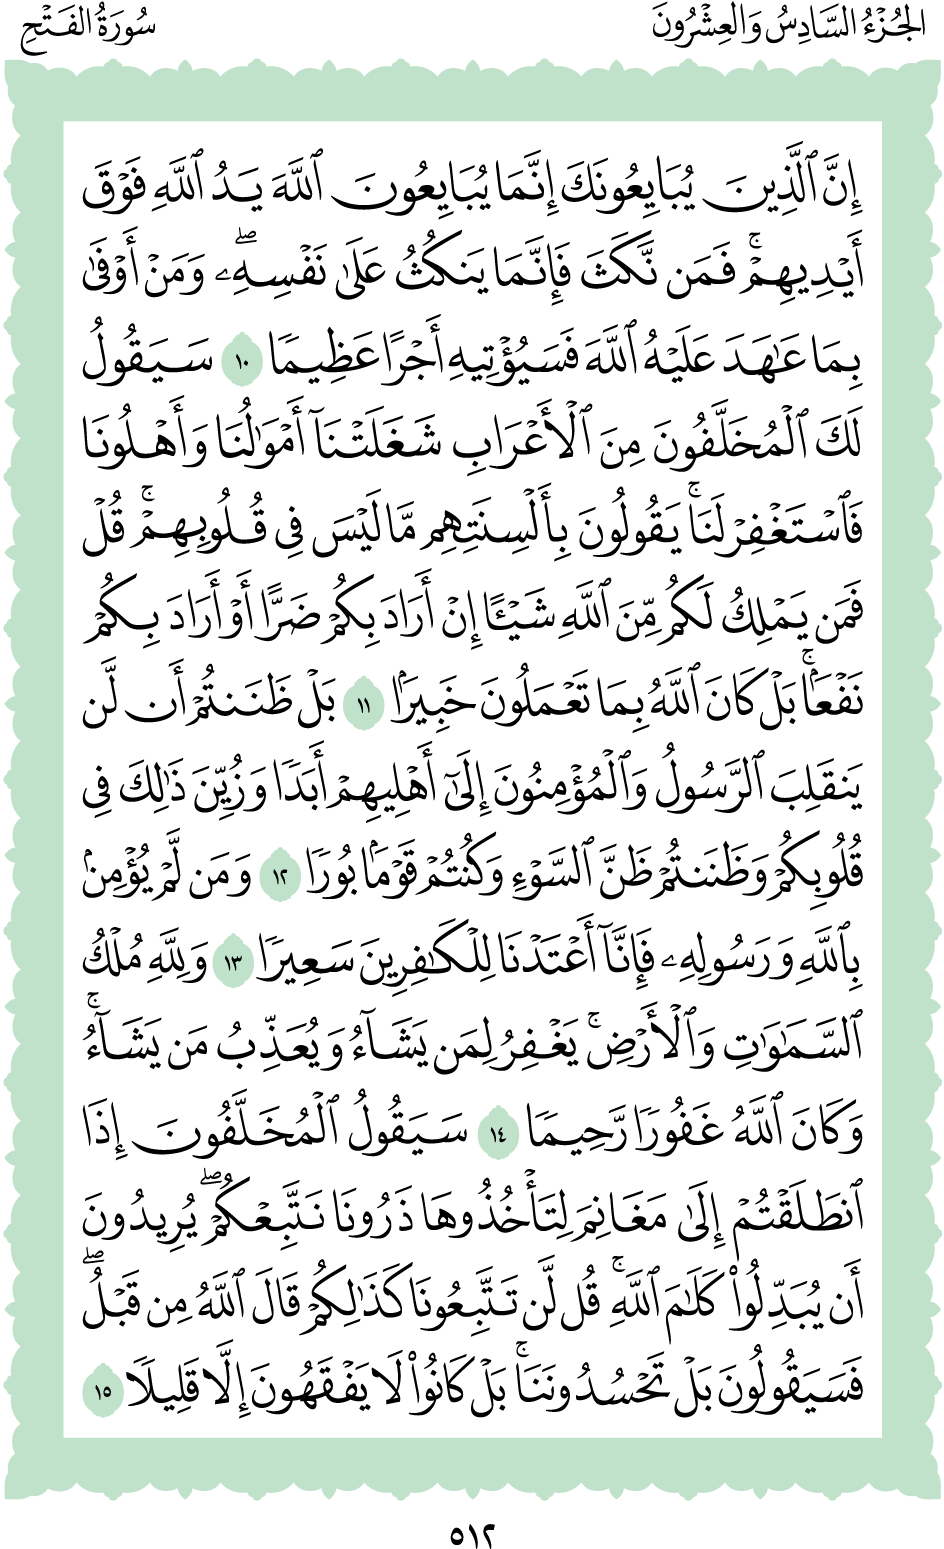 الجُزْءُ السَّادِسُ وَالْعِشْرُونَ
سُورَةُ الفَتْحِ
إِنَّ ٱلَّذِينَ يُبَايِعُونَكَ إِنَّمَا يُبَايِعُونَ ٱللَّهَ يَدُ ٱللَّهِ فَوْقَ
أَيْدِيهِمْۚ فَمَن نَّكَثَ فَإِنَّمَا يَنكُثُ عَلَىٰ نَفْسِهِۦۖ وَمَنْ أَوْفَىٰ
بِمَا عَٰهَدَ عَلَيْهُ ٱللَّهَ فَسَيُؤْتِيهِ أَجْرًا عَظِيمًا ١٠ سَيَقُولُ
لَكَ ٱلْمُخَلَّفُونَ مِنَ ٱلْأَعْرَابِ شَغَلَتْنَآ أَمْوَٰلُنَا وَأَهْلُونَا
فَٱسْتَغْفِرْ لَنَاۚ يَقُولُونَ بِأَلْسِنَتِهِم مَّا لَيْسَ فِى قُلُوبِهِمْۚ قُلْ
فَمَن يَمْلِكُ لَكُم مِّنَ ٱللَّهِ شَيْـًٔا إِنْ أَرَادَ بِكُمْ ضَرًّا أَوْ أَرَادَ بِكُمْ
نَفْعَۢاۚ بَلْ كَانَ ٱللَّهُ بِمَا تَعْمَلُونَ خَبِيرَۢا ١١ بَلْ ظَنَنتُمْ أَن لَّن
يَنقَلِبَ ٱلرَّسُولُ وَٱلْمُؤْمِنُونَ إِلَىٰٓ أَهْلِيهِمْ أَبَدًا وَزُيِّنَ ذَٰلِكَ فِى
قُلُوبِكُمْ وَظَنَنتُمْ ظَنَّ ٱلسَّوْءِ وَكُنتُمْ قَوْمَۢا بُورًا ١٢ وَمَن لَّمْ يُؤْمِنۢ
بِٱللَّهِ وَرَسُولِهِۦ فَإِنَّآ أَعْتَدْنَا لِلْكَٰفِرِينَ سَعِيرًا ١٣ وَلِلَّهِ مُلْكُ
ٱلسَّمَٰوَٰتِ وَٱلْأَرْضِۚ يَغْفِرُ لِمَن يَشَآءُ وَيُعَذِّبُ مَن يَشَآءُۚ
وَكَانَ ٱللَّهُ غَفُورًا رَّحِيمًا ١٤ سَيَقُولُ ٱلْمُخَلَّفُونَ إِذَا
ٱنطَلَقْتُمْ إِلَىٰ مَغَانِمَ لِتَأْخُذُوهَا ذَرُونَا نَتَّبِعْكُمْۖ يُرِيدُونَ
أَن يُبَدِّلُوا۟ كَلَٰمَ ٱللَّهِۚ قُل لَّن تَتَّبِعُونَا كَذَٰلِكُمْ قَالَ ٱللَّهُ مِن قَبْلُۖ
فَسَيَقُولُونَ بَلْ تَحْسُدُونَنَاۚ بَلْ كَانُوا۟ لَا يَفْقَهُونَ إِلَّا قَلِيلًا ١٥
٥١٢